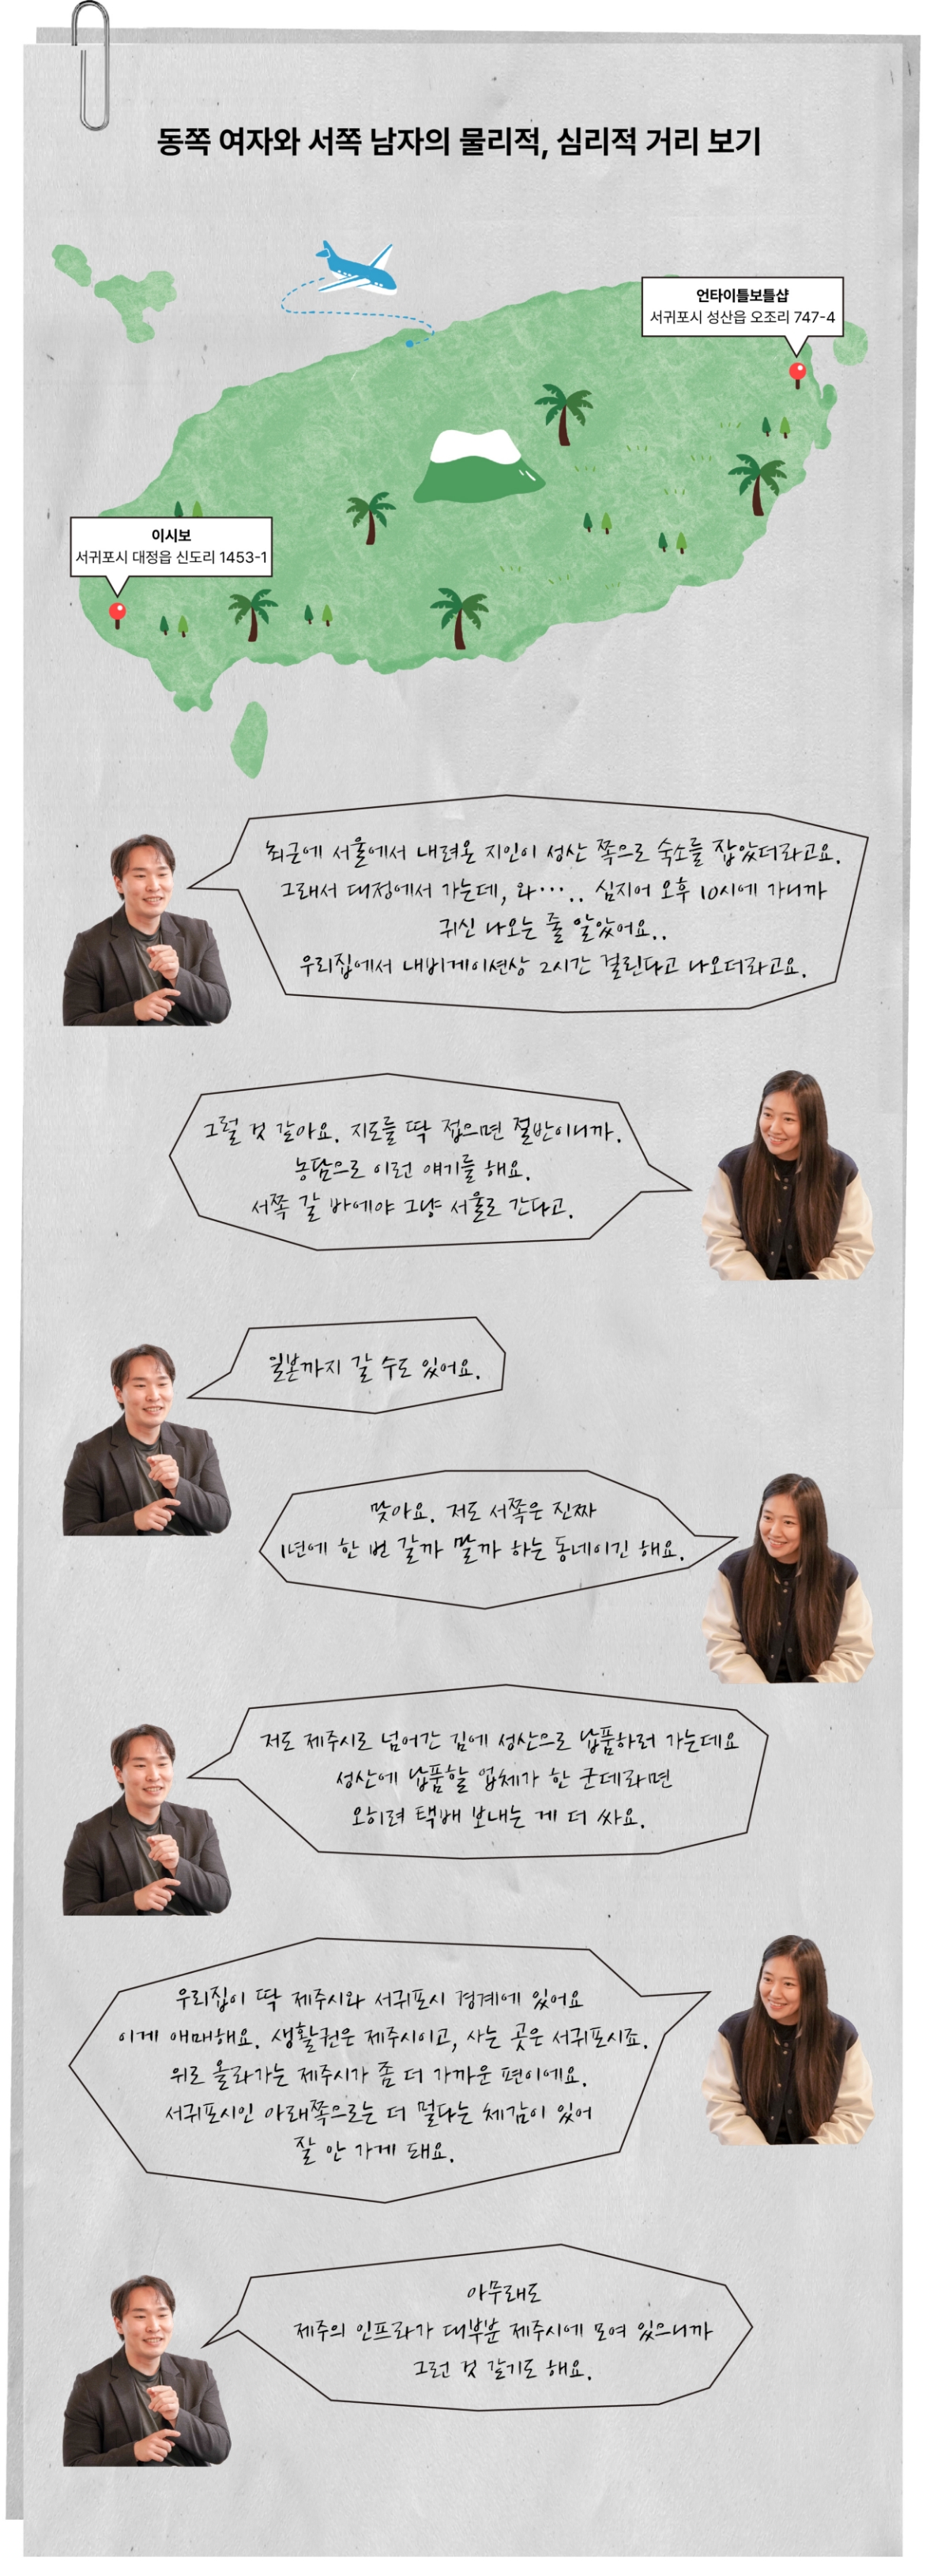 동쪽 여자와 서쪽 남자의 물리적, 심리적 거리 보기
언타이틀보틀샵
서귀포시 성산읍 오조리 747-4
이시보
서귀포시 대정읍 신도리 1453-1
최근에 서울에서 내려온 지인이 성산 쪽으로 숙소를 잡았더라고요.
그래서 대정에서 가는데, 와····.. 심지어 오후 10시에 가니까
귀신 나오는 줄 알았어요..
우리집에서 내비게이션상 2시간 걸린다고 나오더라고요.
그럴 것 같아요. 지도를 딱 접으면 절반이니까.
농담으로 이런 얘기를 해요.
서쪽 갈 바에야 그냥 서울로 간다고.
일본까지 갈 수도 있어요.
맞아요. 저도 서쪽은 진짜
1년에 한 번 갈까 말까 하는 동네이긴 해요.
저도 제주시로 넘어간 김에 성산으로 납품하러 가는데요
성산에 납품할 업체가 한 군데라면
오히려 택배 보내는 게 더 싸요.
우리집이 딱 제주시와 서귀포시 경계에 있어요
이게 애매해요. 생활권은 제주시이고, 사는 곳은 서귀포시죠.
위로 올라가는 제주시가 좀 더 가까운 편이에요.
서귀포시인 아래쪽으로는 더 멀다는 체감이 있어
잘 안 가게 돼요.
아무래도
제주의 인프라가 대부분 제주시에 모여 있으니까
그런 것 같기도 해요.